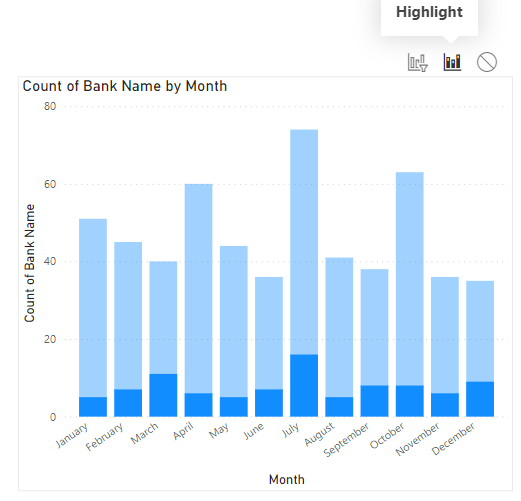 Highlight
Count of Bank Name by Month
80
60
40
20
0
Count of Bank Name
January
February
March
April
May
June
July
August
September
October
November
December
Month